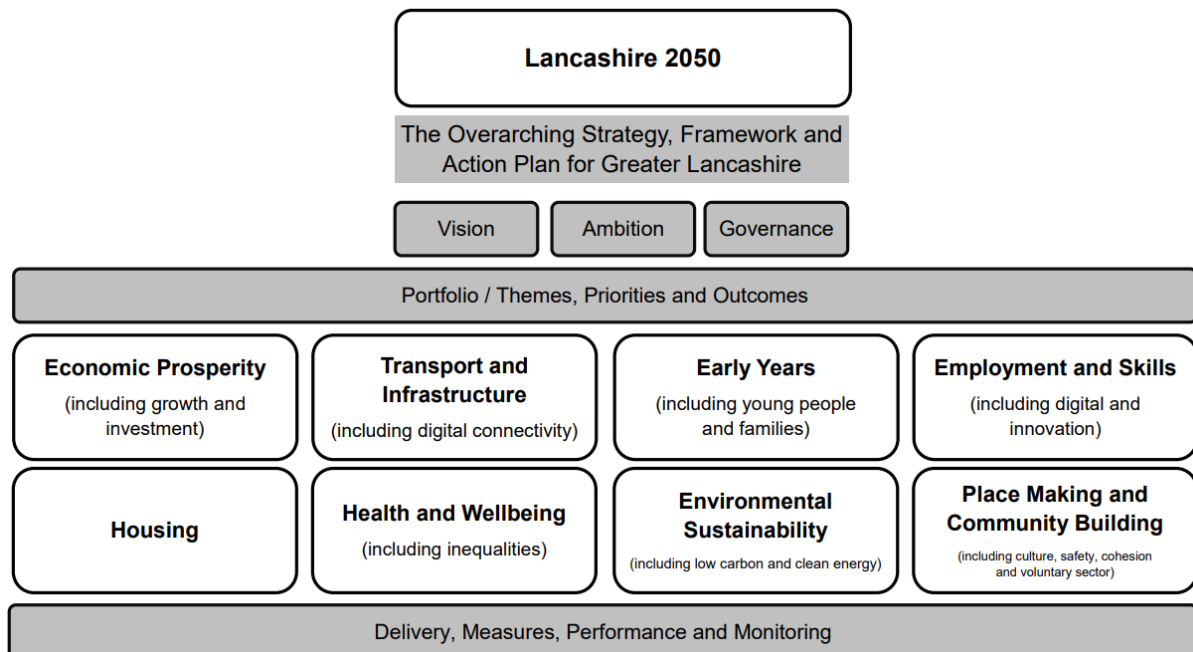 Lancashire 2050
The Overarching Strategy, Framework and
Action Plan for Greater Lancashire
Vision
Ambition
Governance
Portfolio / Themes, Priorities and Outcomes
Economic Prosperity
(including growth and
investment)
Transport and
Infrastructure
(including digital connectivity)
Early Years
(including young people
and families)
Employment and Skills
(including digital and
innovation)
Housing
Health and Wellbeing
(including inequalities)
Environmental
Sustainability
(including low carbon and clean energy)
Place Making and
Community Building
(including culture, safety, cohesion
and voluntary sector)
Delivery, Measures, Performance and Monitoring